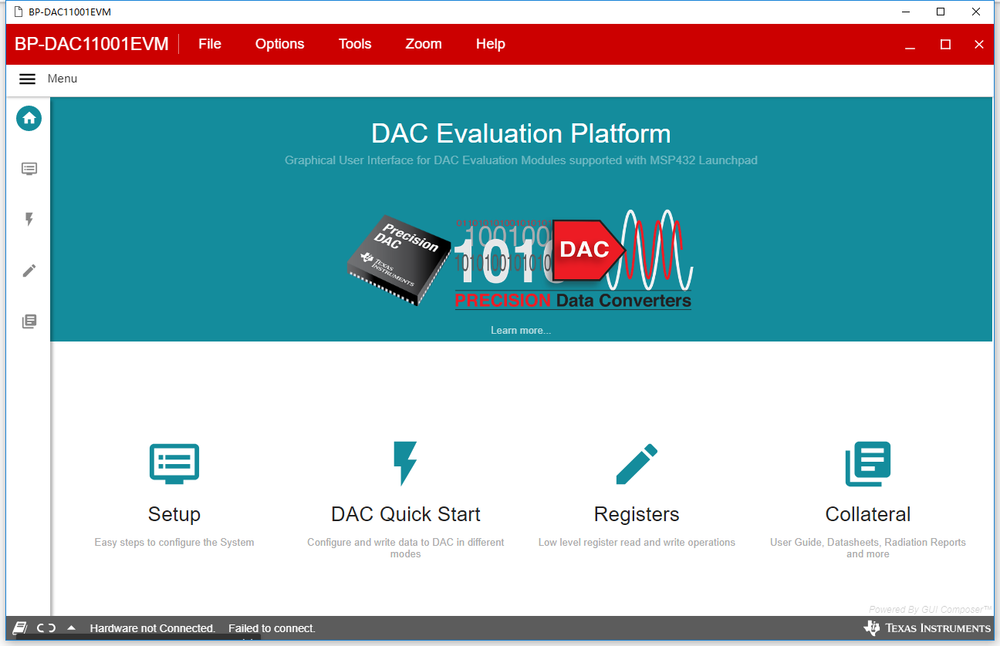 BP-DAC11001EVM
BP-DAC11001EVM File Options Tools Zoom Help
Menu
DAC Evaluation Platform
Graphical User Interface for DAC Evaluation Modules supported with MSP432 Launchpad
Precision
DAC
TEXAS
INSTRUMENTS
100100
1010
1010100101010
DAC
PRECISION Data Converters
Learn more...
Setup
Easy steps to configure the System
DAC Quick Start
Configure and write data to DAC in different
modes
Registers
Low level register read and write operations
Collateral
User Guide, Datasheets, Radiation Reports
and more
Powered By GUI Composer™
Hardware not Connected. Failed to connect.
TEXAS INSTRUMENTS